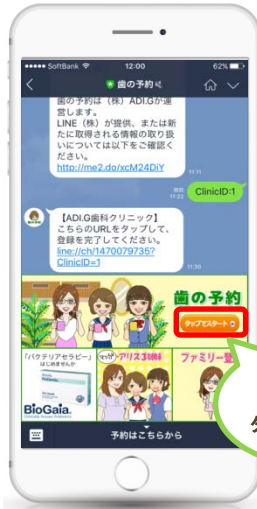 SoftBank 12:00 62%
歯の予約
歯の予約は（株）ADI.Gが運
営します。
LINE（株）が提供、または新
たに取得される情報の取り扱
いについては以下をご確認く
ださい。
http://me2.do/xcM24DiY
11:11
既読
11:22
ClinicID:1
【ADI.G歯科クリニック】
こちらのURLをタップして、
登録を完了してください。
line://ch/1470079735?
ClinicID=1
11:30
歯の予約
タップでスタート
「バクテリアセラピー」
はじめませんか
BioGaia.
アリス3姉妹
ファミリー登
予約はこちらから